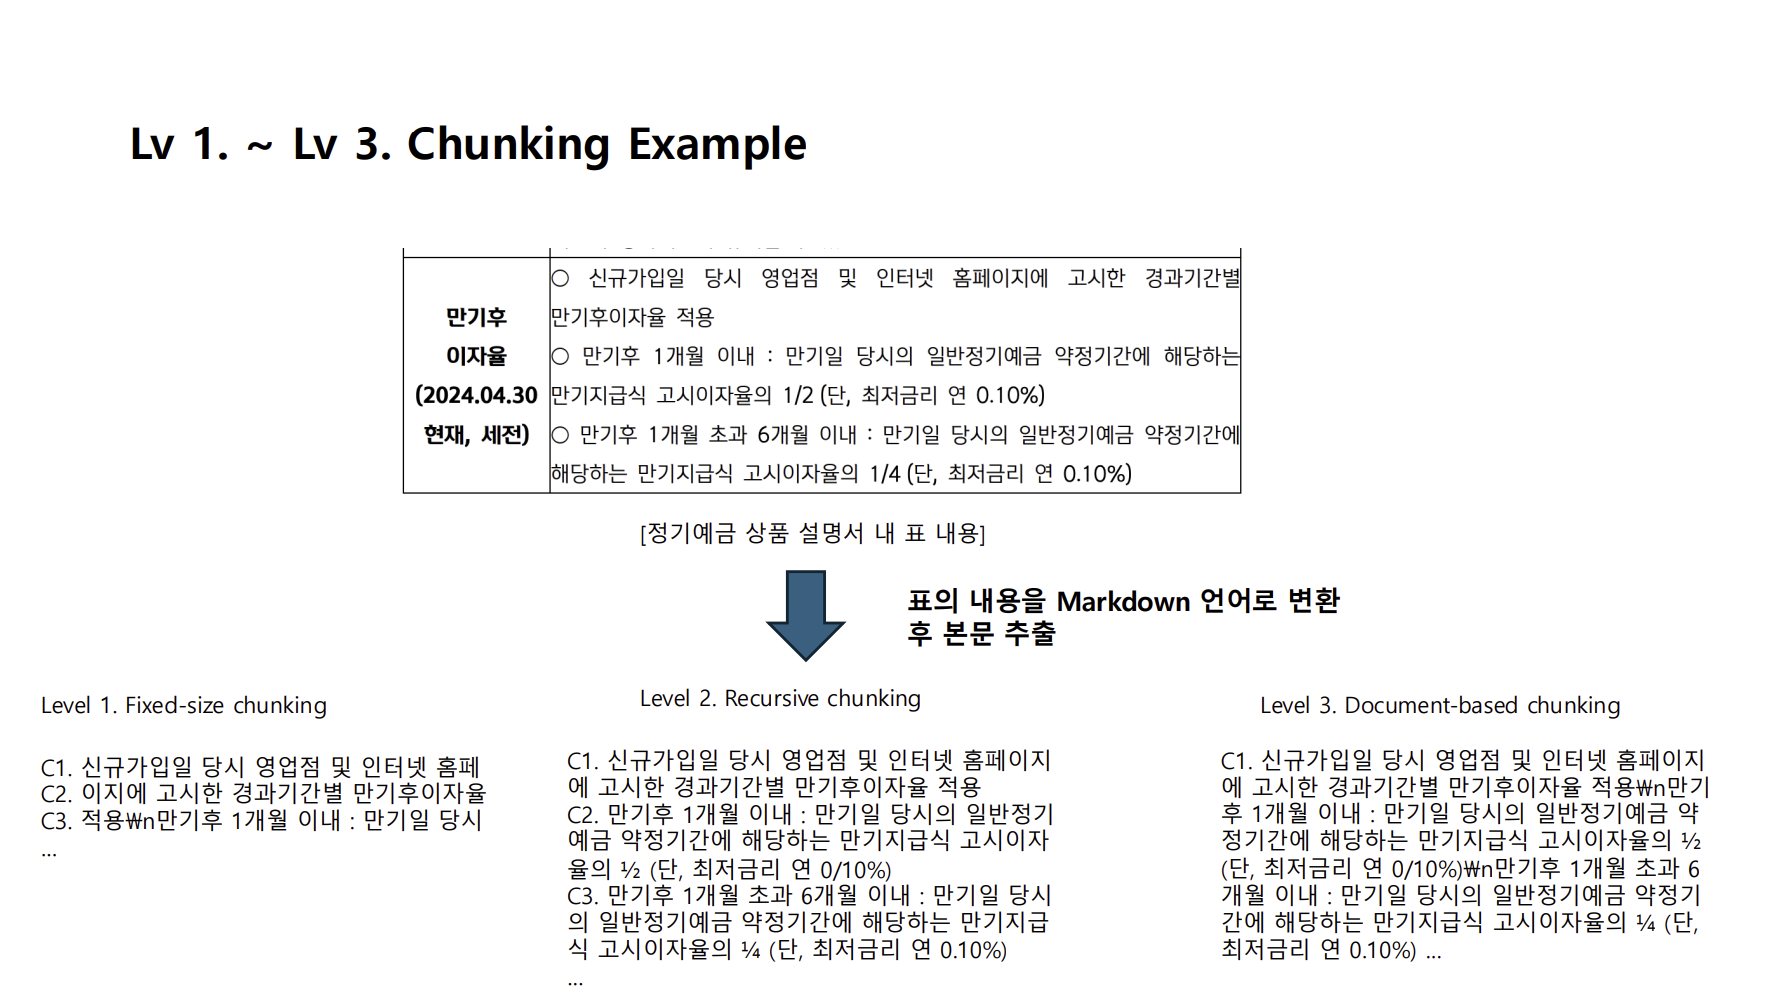 Lv 1. ~ Lv 3. Chunking Example
만기후
이자율
(2024.04.30
현재, 세전)
○ 신규가입일 당시 영업점 및 인터넷 홈페이지에 고시한 경과기간별
만기후이자율 적용
○ 만기후 1개월 이내 : 만기일 당시의 일반정기예금 약정기간에 해당하는
만기지급식 고시이자율의 1/2 (단, 최저금리 연 0.10%)
○ 만기후 1개월 초과 6개월 이내 : 만기일 당시의 일반정기예금 약정기간에
해당하는 만기지급식 고시이자율의 1/4 (단, 최저금리 연 0.10%)
[정기예금 상품 설명서 내 표 내용]
표의 내용을 Markdown 언어로 변환
후 본문 추출
Level 1. Fixed-size chunking
C1. 신규가입일 당시 영업점 및 인터넷 홈페
C2. 이지에 고시한 경과기간별 만기후이자율
C3. 적용₩n만기후 1개월 이내 : 만기일 당시
...
Level 2. Recursive chunking
C1. 신규가입일 당시 영업점 및 인터넷 홈페이지
에 고시한 경과기간별 만기후이자율 적용
C2. 만기후 1개월 이내 : 만기일 당시의 일반정기
예금 약정기간에 해당하는 만기지급식 고시이자
율의 ½ (단, 최저금리 연 0/10%)
C3. 만기후 1개월 초과 6개월 이내 : 만기일 당시
의 일반정기예금 약정기간에 해당하는 만기지급
식 고시이자율의 ¼ (단, 최저금리 연 0.10%)
...
Level 3. Document-based chunking
C1. 신규가입일 당시 영업점 및 인터넷 홈페이지
에 고시한 경과기간별 만기후이자율 적용₩n만기
후 1개월 이내 : 만기일 당시의 일반정기예금 약
정기간에 해당하는 만기지급식 고시이자율의 ½
(단, 최저금리 연 0/10%)₩n만기후 1개월 초과 6
개월 이내 : 만기일 당시의 일반정기예금 약정기
간에 해당하는 만기지급식 고시이자율의 ¼ (단,
최저금리 연 0.10%) ...